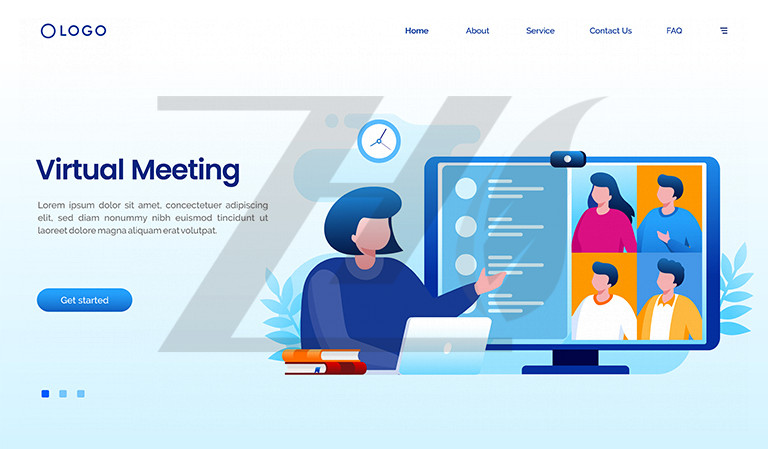 LOGO
Home About Service Contact Us FAQ
Virtual Meeting
Lorem ipsum dolor sit amet, concectetuer adipiscing
elit, sed diam nonummy nibh euismod tincidunt ut
laoreet dolore magna aliquam erat volutpat.
Get started